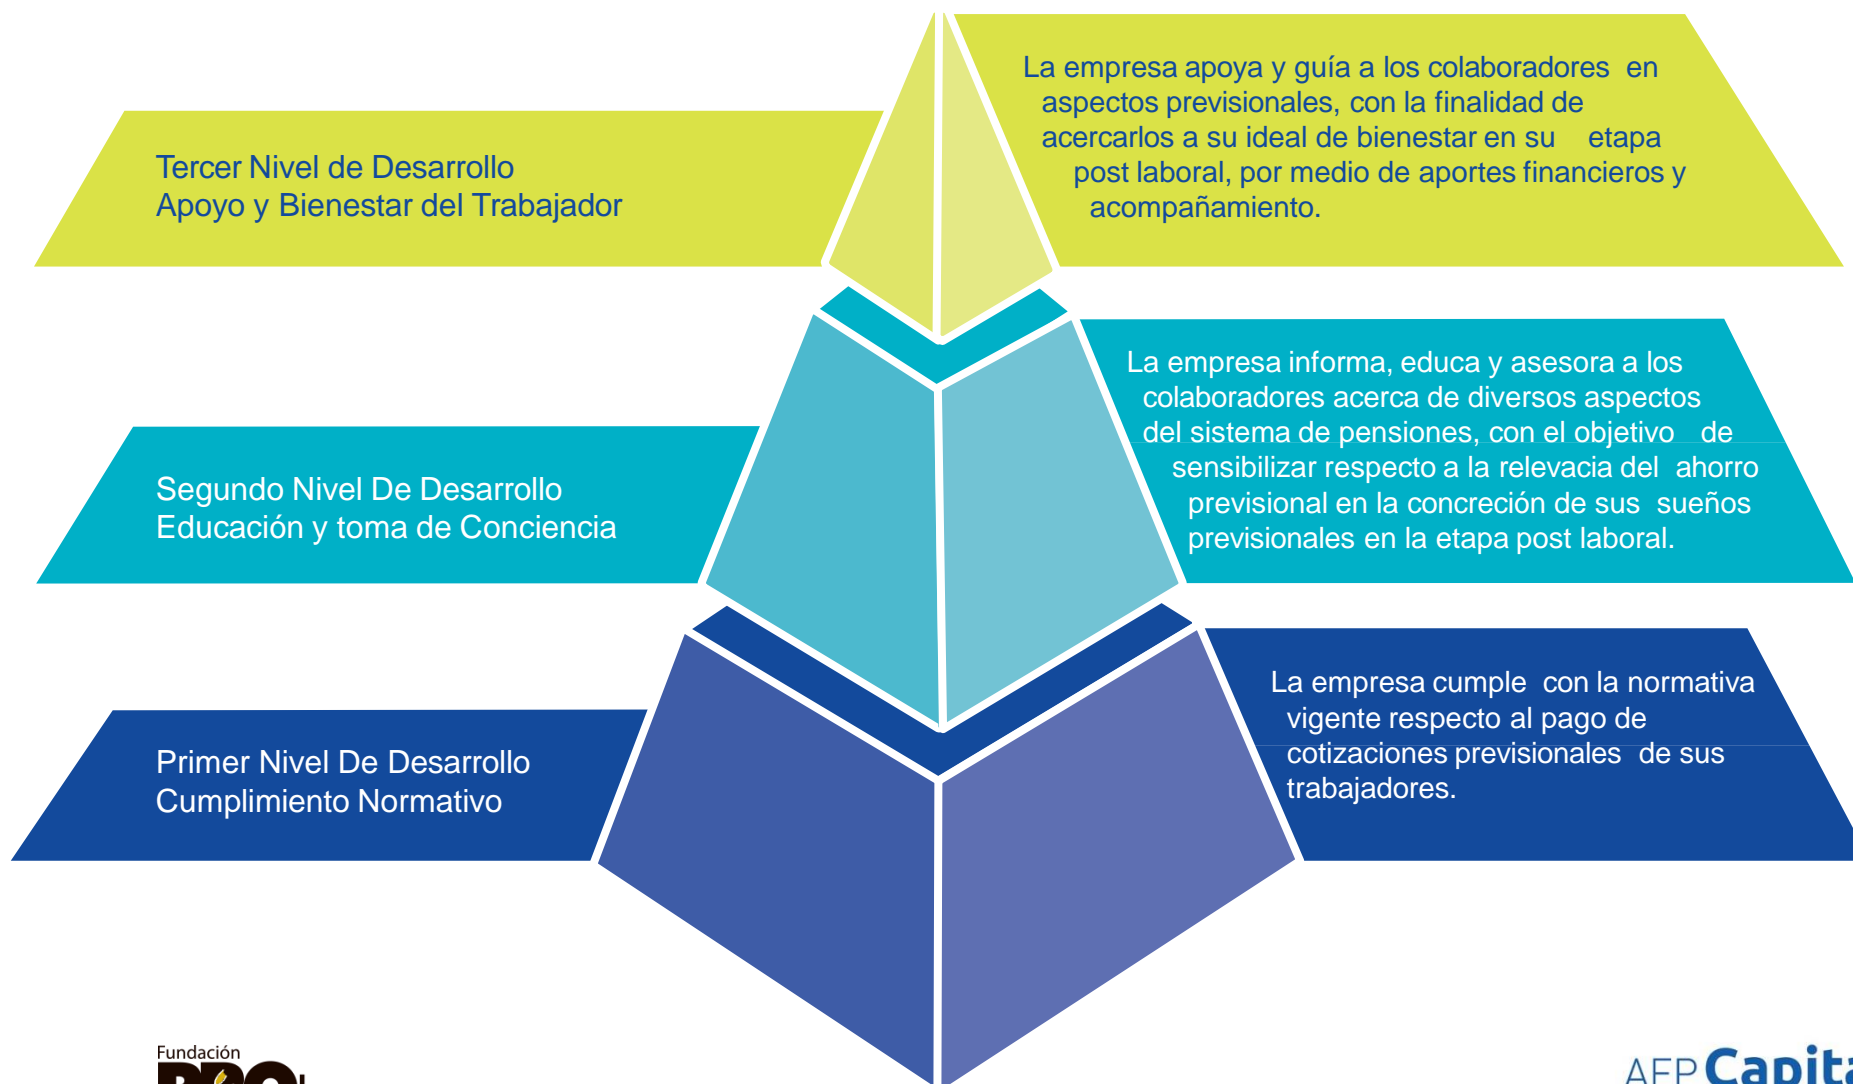 La empresa apoya y guía a los colaboradores en
aspectos previsionales, con la finalidad de
acercarlos a su ideal de bienestar en su etapa
post laboral, por medio de aportes financieros y
acompañamiento.
Tercer Nivel de Desarrollo
Apoyo y Bienestar del Trabajador
La empresa informa, educa y asesora a los
colaboradores acerca de diversos aspectos
del sistema de pensiones, con el objetivo de
sensibilizar respecto a la relevacia del ahorro
previsional en la concreción de sus sueños
previsionales en la etapa post laboral.
Segundo Nivel De Desarrollo
Educación y toma de Conciencia
La empresa cumple con la normativa
vigente respecto al pago de
cotizaciones previsionales de sus
trabajadores.
Primer Nivel De Desarrollo
Cumplimiento Normativo
Fundación
PRO
AFP Capita